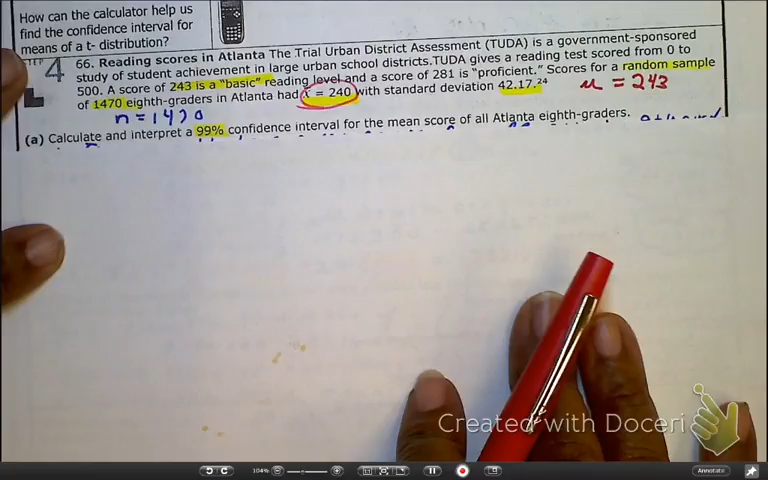 How can the calculator help us
find the confidence interval for
means of a t- distribution?
4
66. Reading scores in Atlanta The Trial Urban District Assessment (TUDA) is a government-sponsored
study of student achievement in large urban school districts.TUDA gives a reading test scored from 0 to
500. A score of 243 is a "basic" reading level and a score of 281 is "proficient." Scores for a random sample
of 1470 eighth-graders in Atlanta had x̄ = 240 with standard deviation 42.17.²⁴
μ = 243
n = 1470
(a) Calculate and interpret a 99% confidence interval for the mean score of all Atlanta eighth-graders.
Created with Doceri
104%
Annotate